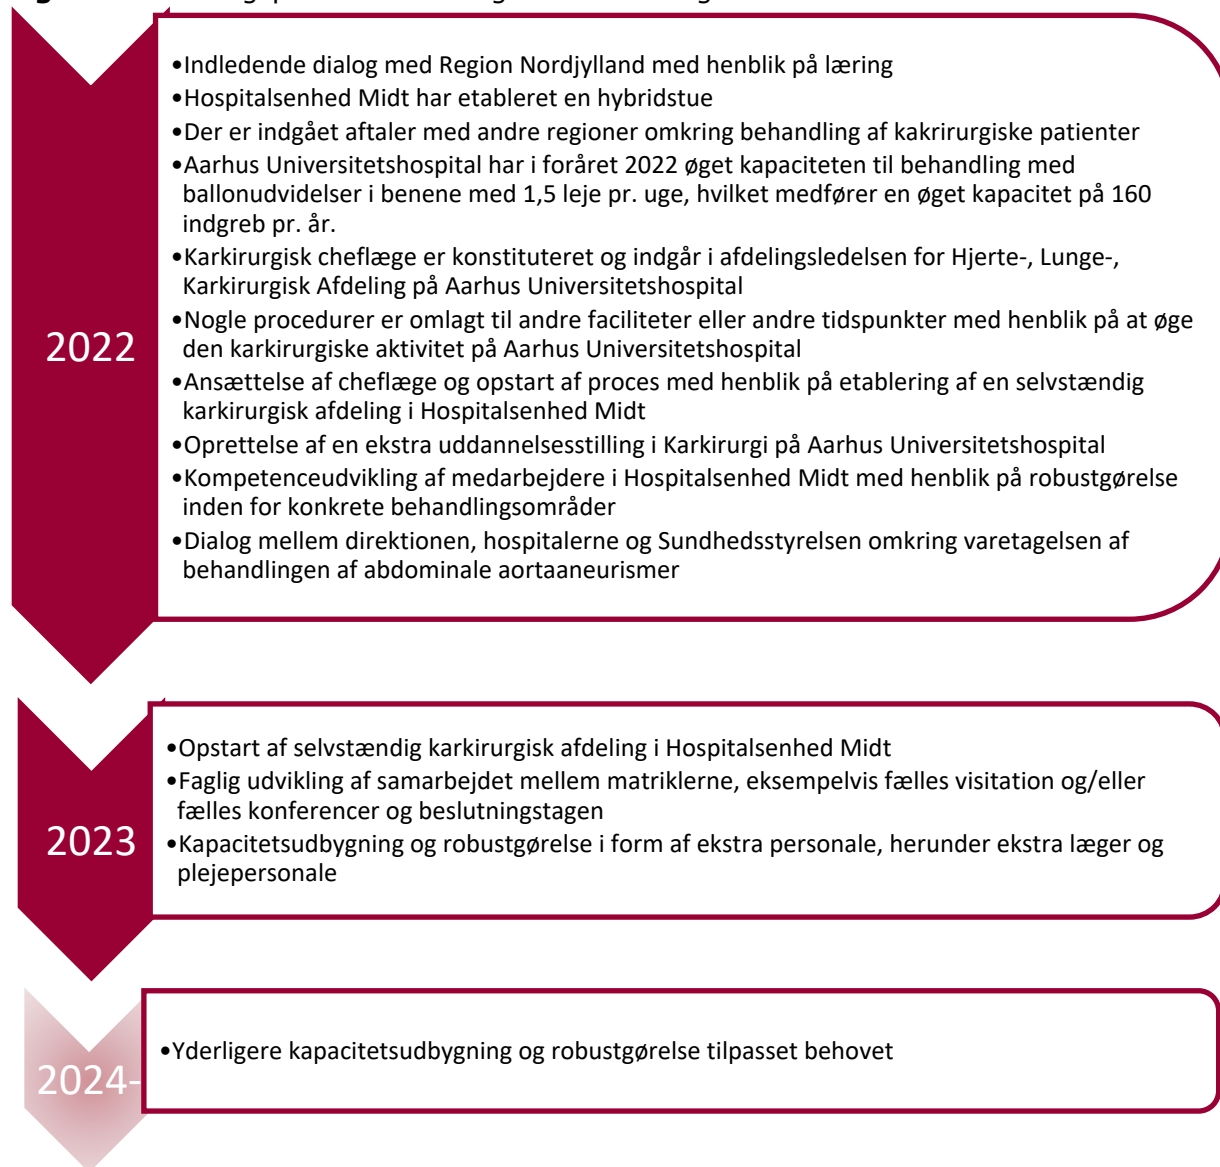 2022
•Indledende dialog med Region Nordjylland med henblik på læring
•Hospitalsenhed Midt har etableret en hybridstue
•Der er indgået aftaler med andre regioner omkring behandling af kakrirurgiske patienter
•Aarhus Universitetshospital har i foråret 2022 øget kapaciteten til behandling med
ballonudvidelser i benene med 1,5 leje pr. uge, hvilket medfører en øget kapacitet på 160
indgreb pr. år.
•Karkirurgisk cheflæge er konstitueret og indgår i afdelingsledelsen for Hjerte-, Lunge-,
Karkirurgisk Afdeling på Aarhus Universitetshospital
•Nogle procedurer er omlagt til andre faciliteter eller andre tidspunkter med henblik på at øge
den karkirurgiske aktivitet på Aarhus Universitetshospital
•Ansættelse af cheflæge og opstart af proces med henblik på etablering af en selvstændig
karkirurgisk afdeling i Hospitalsenhed Midt
•Oprettelse af en ekstra uddannelsesstilling i Karkirurgi på Aarhus Universitetshospital
•Kompetenceudvikling af medarbejdere i Hospitalsenhed Midt med henblik på robustgørelse
inden for konkrete behandlingsområder
•Dialog mellem direktionen, hospitalerne og Sundhedsstyrelsen omkring varetagelsen af
behandlingen af abdominale aortaaneurismer
2023
•Opstart af selvstændig karkirurgisk afdeling i Hospitalsenhed Midt
•Faglig udvikling af samarbejdet mellem matriklerne, eksempelvis fælles visitation og/eller
fælles konferencer og beslutningstagen
•Kapacitetsudbygning og robustgørelse i form af ekstra personale, herunder ekstra læger og
plejepersonale
2024-
•Yderligere kapacitetsudbygning og robustgørelse tilpasset behovet